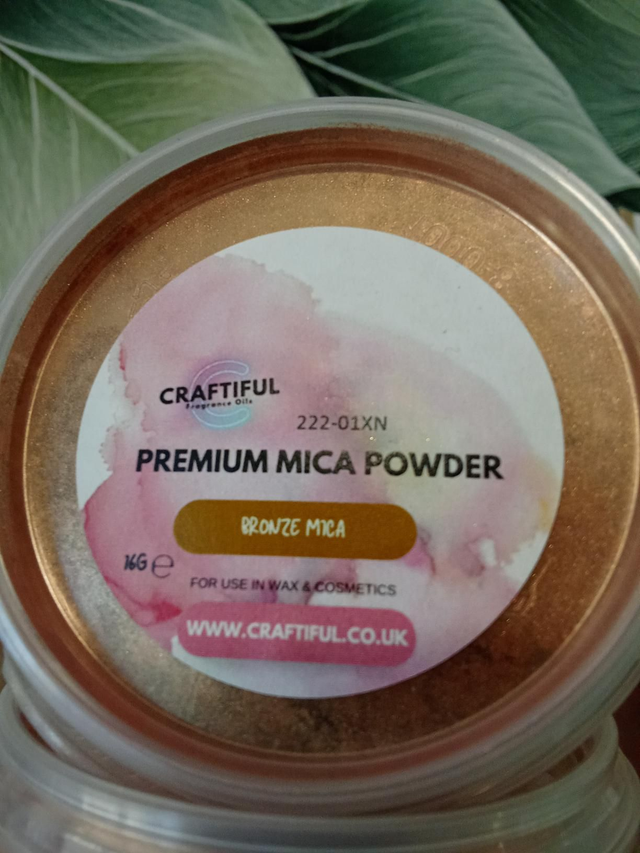 CRAFTIFUL
Fragrance Oils
222-01XN
PREMIUM MICA POWDER
BRONZE MICA
16G ℮
FOR USE IN WAX & COSMETICS
WWW.CRAFTIFUL.CO.UK